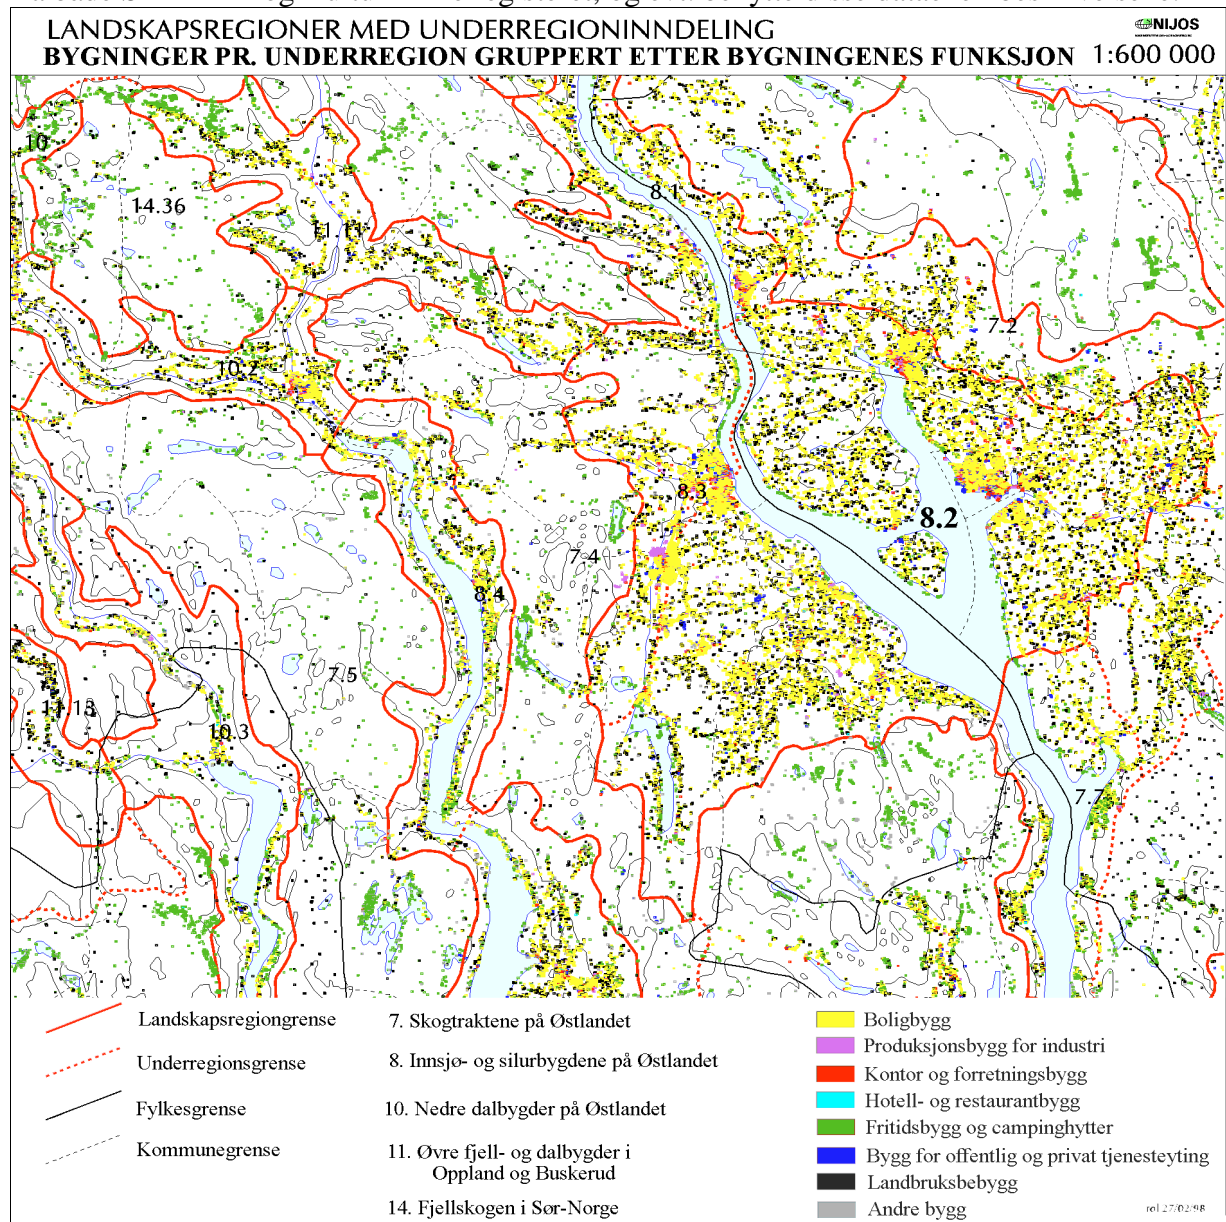 LANDSKAPSREGIONER MED UNDERREGIONINNDELING
NIJOS
BYGNINGER PR. UNDERREGION GRUPPERT ETTER BYGNINGENES FUNKSJON 1:600 000
10
14.36
11.11
8.1
7.2
10.2
8.3
8.2
7.4
8.4
7.5
11.13
10.3
7.7
Landskapsregiongrense
Underregionsgrense
Fylkesgrense
Kommunegrense
7. Skogtraktene på Østlandet
8. Innsjø- og silurbygdene på Østlandet
10. Nedre dalbygder på Østlandet
11. Øvre fjell- og dalbygder i
Oppland og Buskerud
14. Fjellskogen i Sør-Norge
Boligbygg
Produksjonsbygg for industri
Kontor og forretningsbygg
Hotell- og restaurantbygg
Fritidsbygg og campinghytter
Bygg for offentlig og privat tjenesteyting
Landbruksbebygg
Andre bygg
rol 27/02/98